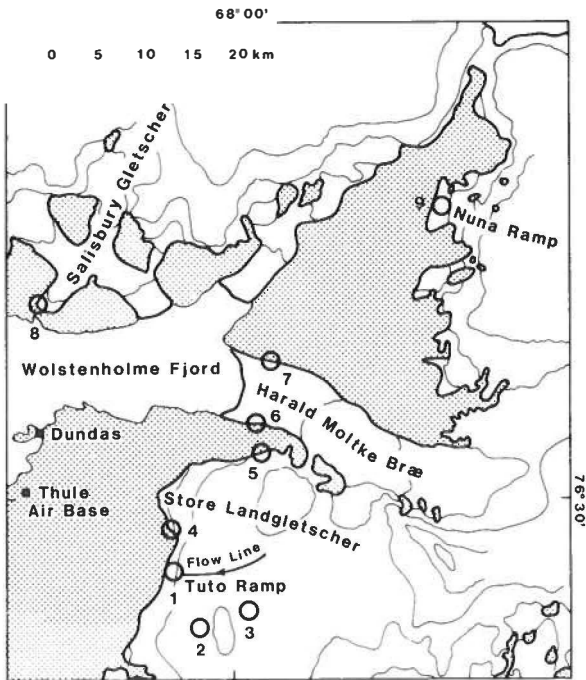 68°00'
0 5 10 15 20 km
Salisbury Gletscher
Nuna Ramp
8
Wolstenholme Fjord
7
Harald Moltke Bræ
6
Dundas
5
Thule
Air Base
76°30'
Store Landgletscher
4
Flow Line
1
Tuto Ramp
2
3